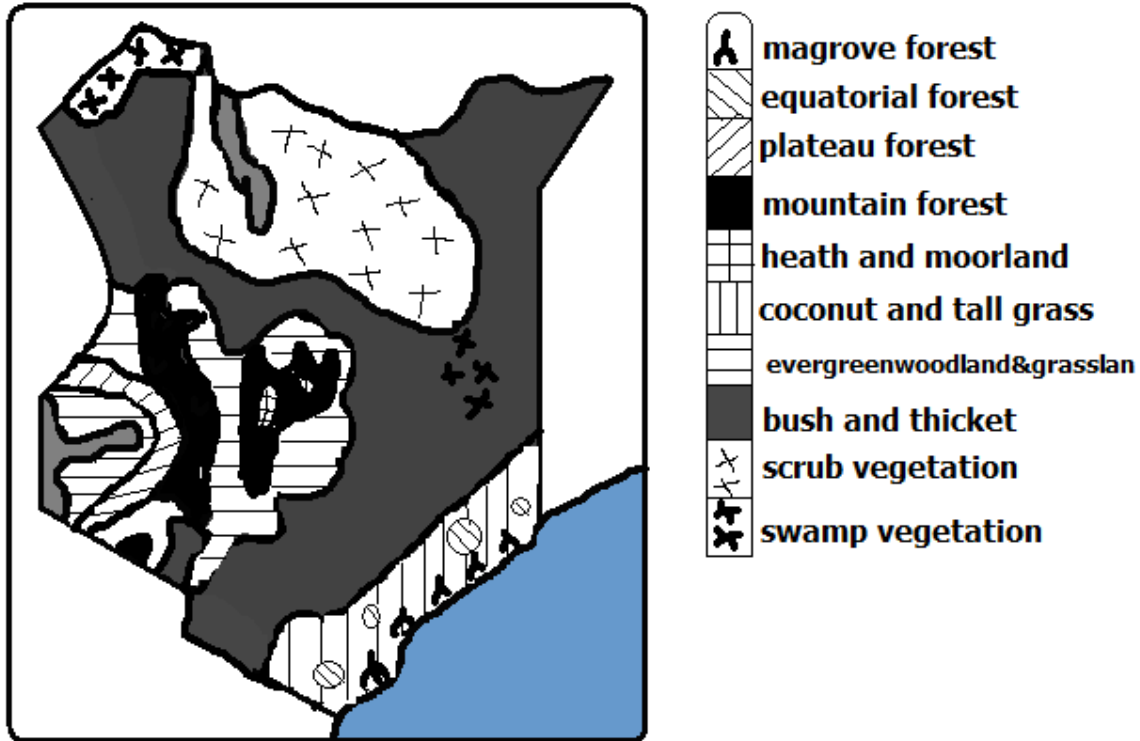 magrove forest
equatorial forest
plateau forest
mountain forest
heath and moorland
coconut and tall grass
evergreenwoodland&grasslan
bush and thicket
scrub vegetation
swamp vegetation